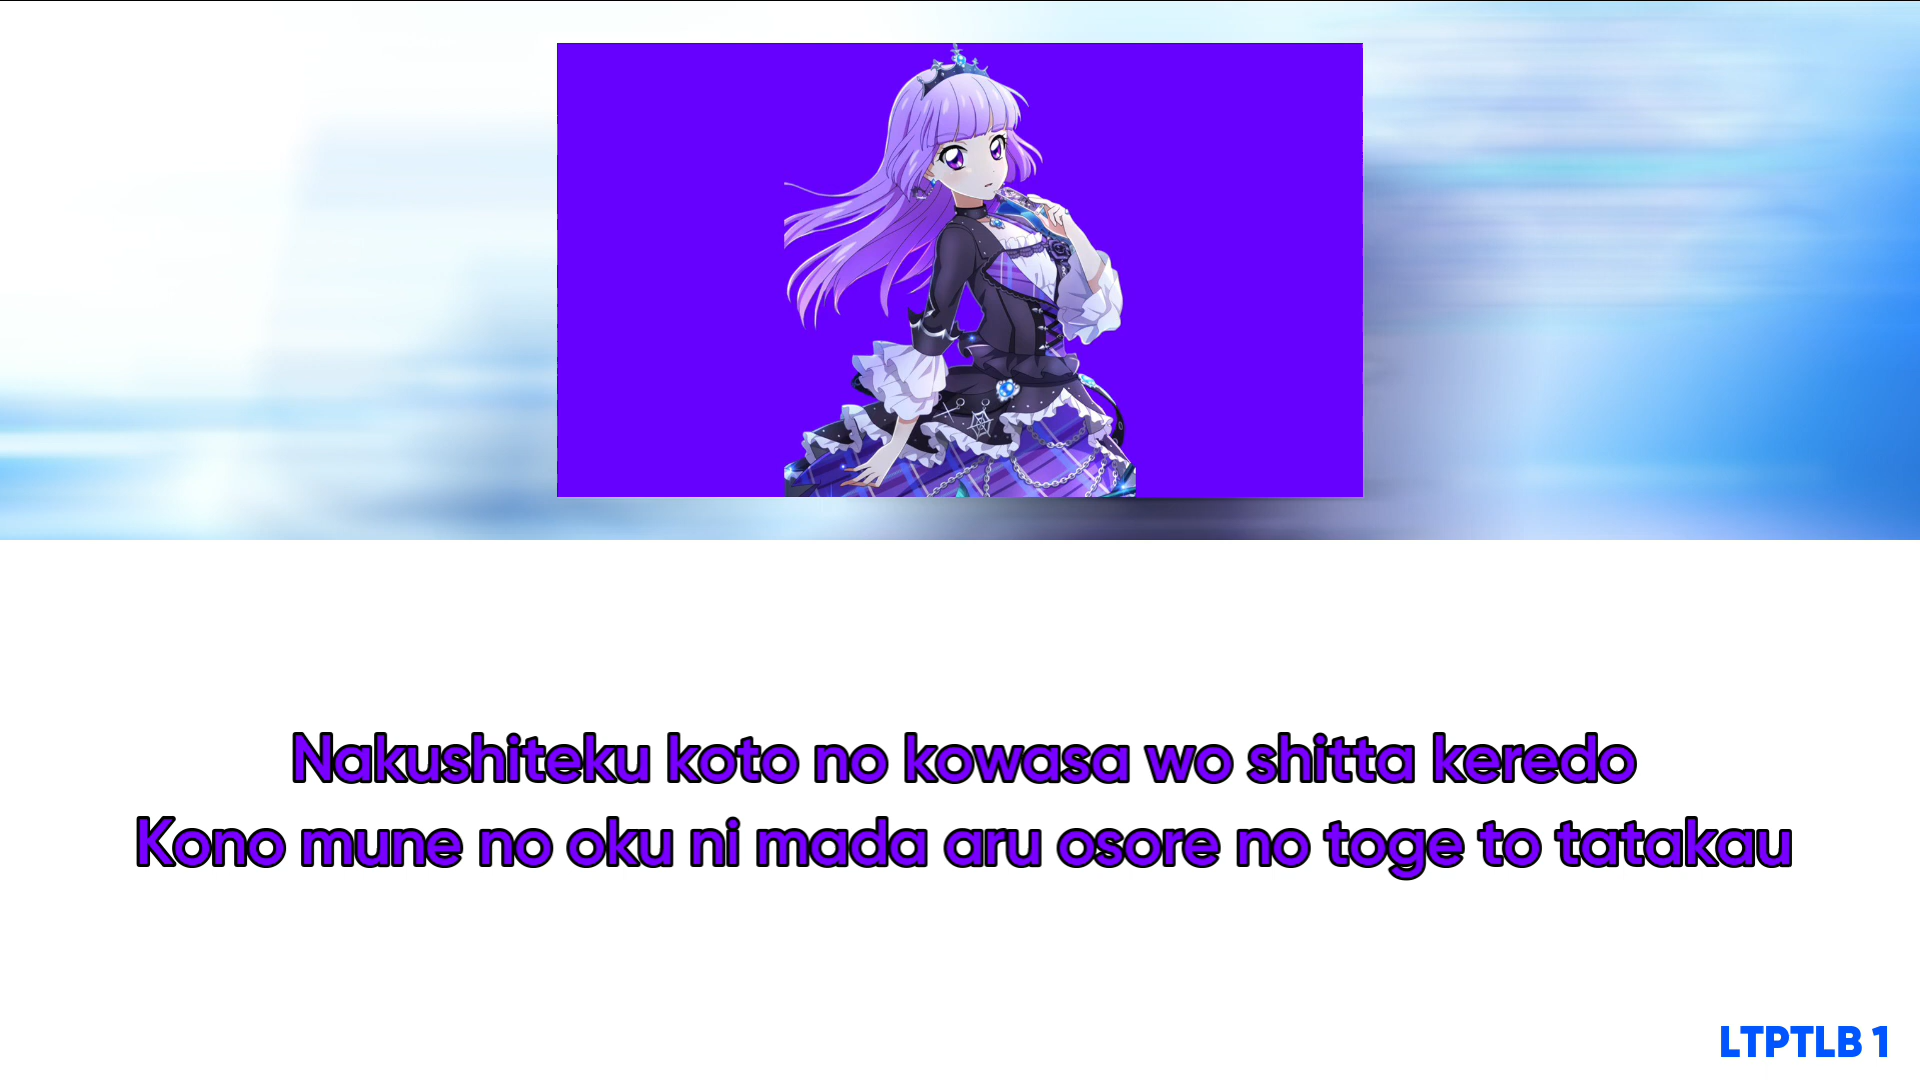 Nakushiteku koto no kowasa wo shitta keredo
Kono mune no oku ni mada aru osore no toge to tatakau
LTPTLB 1